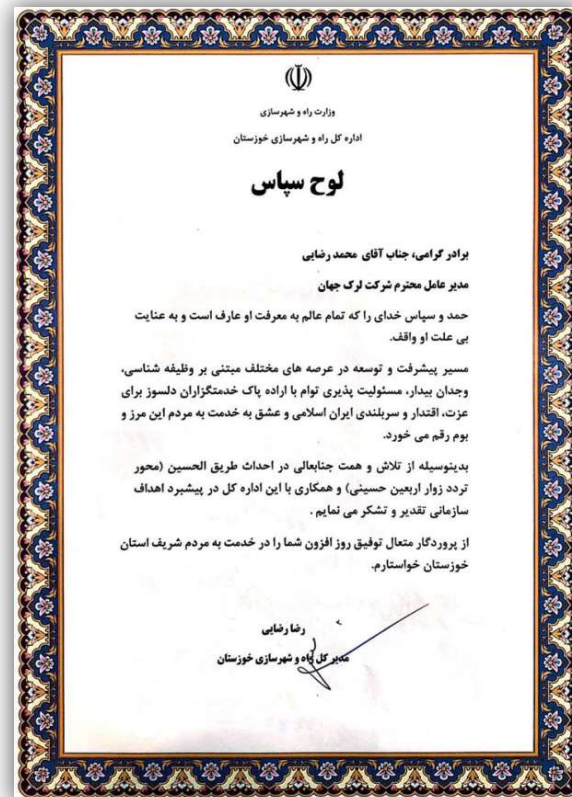 وزارت راه و شهرسازی
اداره کل راه و شهرسازی خوزستان
لوح سپاس
برادر گرامی، جناب آقای محمد رضایی
مدیر عامل محترم شرکت لرک جهان
حمد و سپاس خدای را که تمام عالم به معرفت او عارف است و به عنایت
بی علت او واقف.
مسیر پیشرفت و توسعه در عرصه های مختلف مبتنی بر وظیفه شناسی،
وجدان بیدار، مسئولیت پذیری توام با اراده پاک خدمتگزاران دلسوز برای
عزت، اقتدار و سربلندی ایران اسلامی و عشق به خدمت به مردم این مرز و
بوم رقم می خورد.
بدینوسیله از تلاش و همت جنابعالی در احداث طریق الحسین (محور
تردد زوار اربعین حسینی) و همکاری با این اداره کل در پیشبرد اهداف
سازمانی تقدیر و تشکر می نمایم .
از پروردگار متعال توفیق روز افزون شما را در خدمت به مردم شریف استان
خوزستان خواستارم.
رضا رضایی
مدیر کل راه و شهرسازی خوزستان